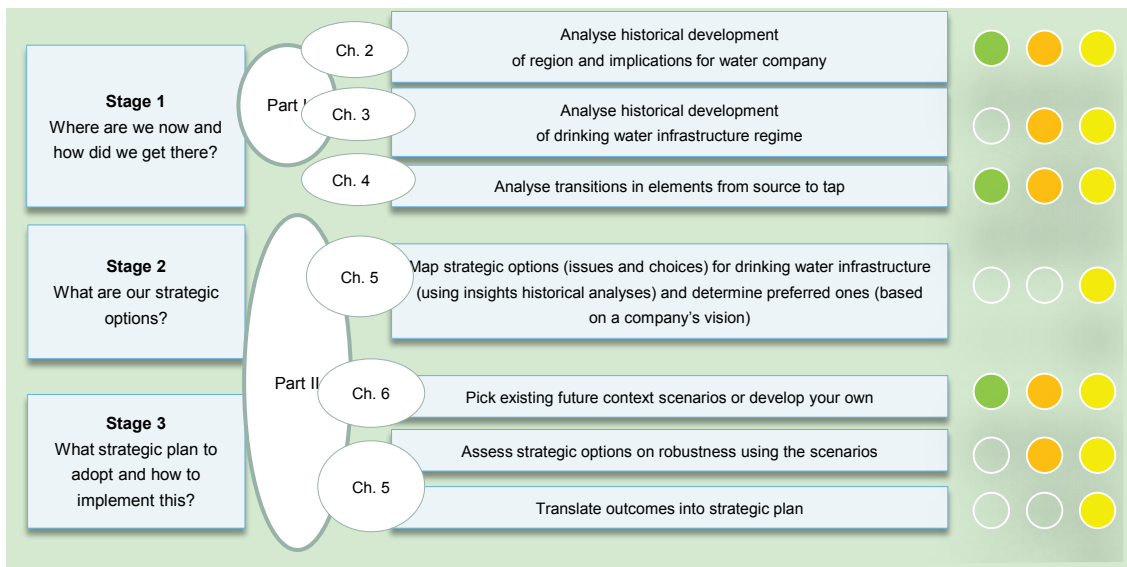 Stage 1
Where are we now and
how did we get there?
Part I
Ch. 2
Analyse historical development
of region and implications for water company
Ch. 3
Analyse historical development
of drinking water infrastructure regime
Ch. 4
Analyse transitions in elements from source to tap
Stage 2
What are our strategic
options?
Part II
Ch. 5
Map strategic options (issues and choices) for drinking water infrastructure
(using insights historical analyses) and determine preferred ones (based
on a company’s vision)
Stage 3
What strategic plan to
adopt and how to
implement this?
Ch. 6
Pick existing future context scenarios or develop your own
Ch. 5
Assess strategic options on robustness using the scenarios
Translate outcomes into strategic plan